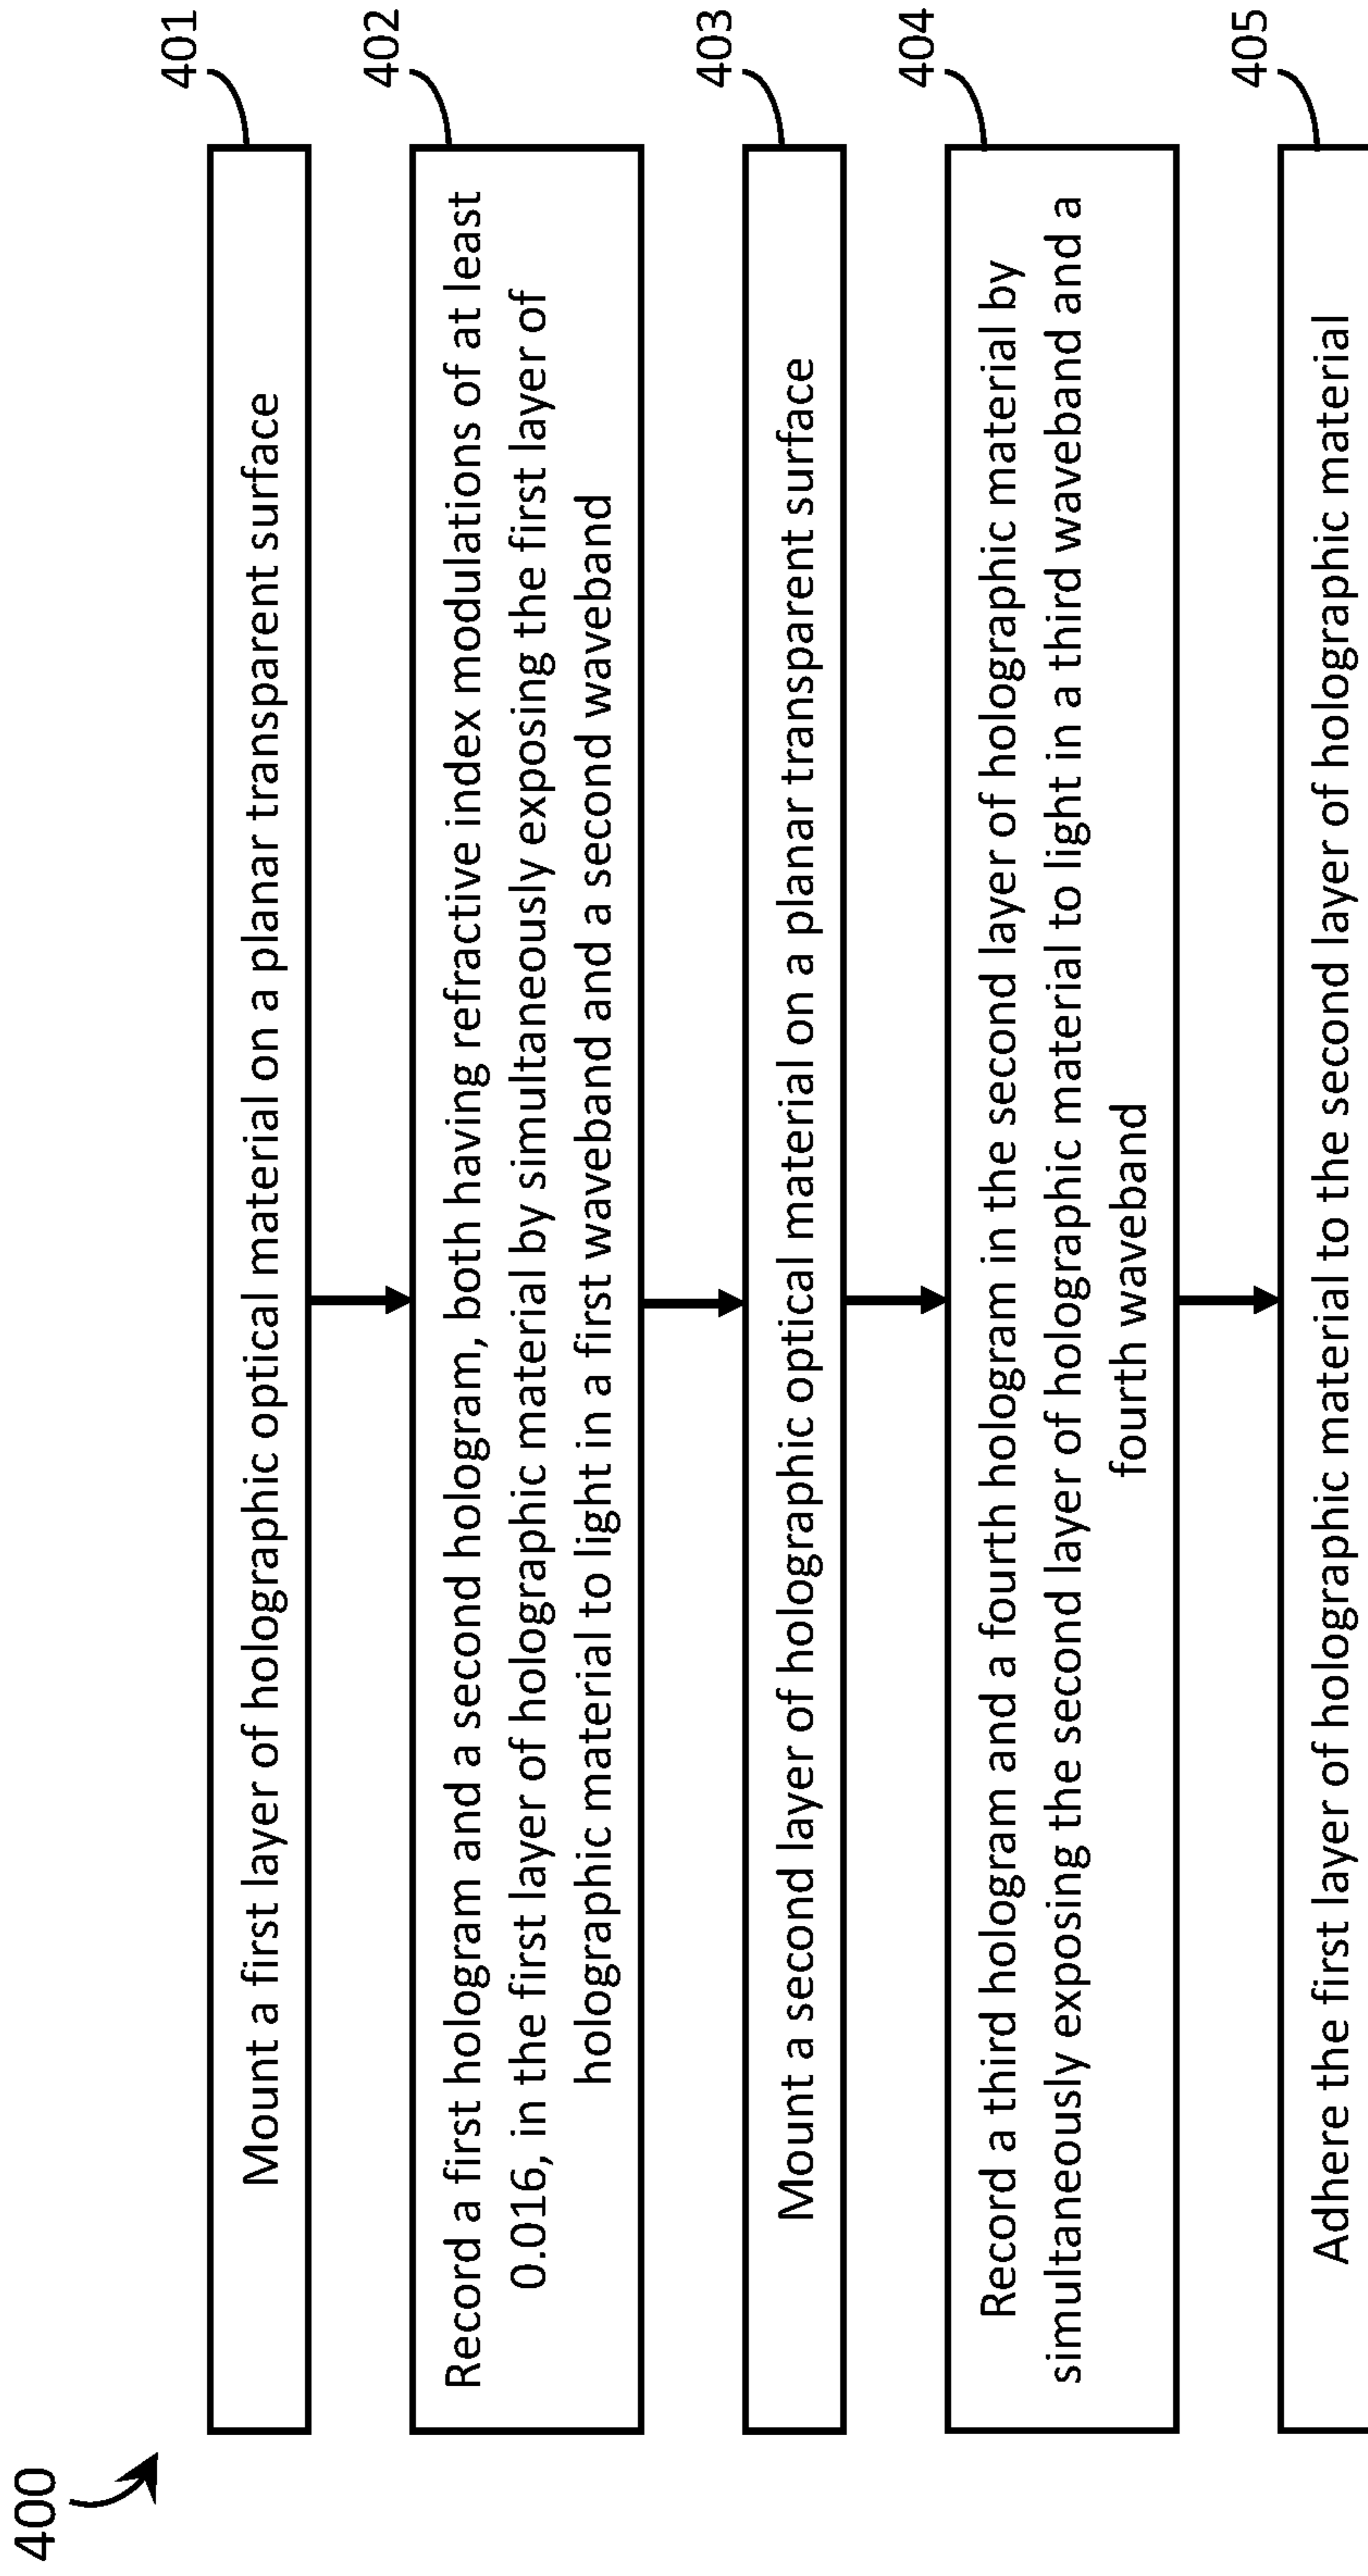 400
401
Mount a first layer of holographic optical material on a planar transparent surface
402
Record a first hologram and a second hologram, both having refractive index modulations of at least
0.016, in the first layer of holographic material by simultaneously exposing the first layer of
holographic material to light in a first waveband and a second waveband
403
Mount a second layer of holographic optical material on a planar transparent surface
404
Record a third hologram and a fourth hologram in the second layer of holographic material by
simultaneously exposing the second layer of holographic material to light in a third waveband and a
fourth waveband
405
Adhere the first layer of holographic material to the second layer of holographic material